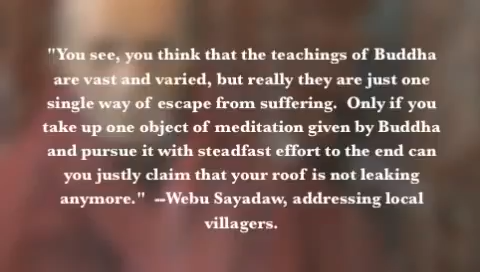 "You see, you think that the teachings of Buddha
are vast and varied, but really they are just one
single way of escape from suffering.  Only if you
take up one object of meditation given by Buddha
and pursue it with steadfast effort to the end can
you justly claim that your roof is not leaking
anymore."  --Webu Sayadaw, addressing local
villagers.